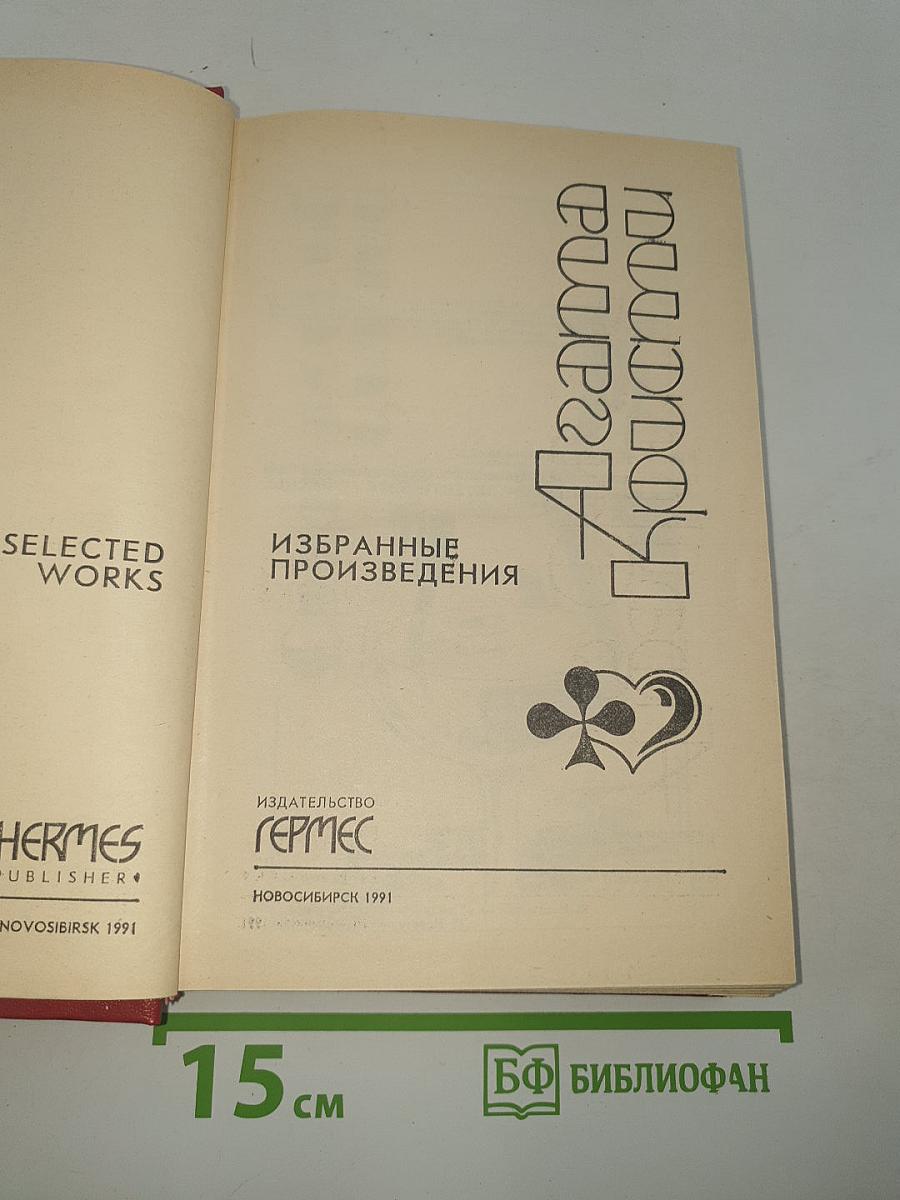 SELECTED
WORKS
HERMES
PUBLISHER
NOVOSIBIRSK 1991
Агата
Кристи
ИЗБРАННЫЕ
ПРОИЗВЕДЕНИЯ
ИЗДАТЕЛЬСТВО
ГЕРМЕС
НОВОСИБИРСК 1991
15 см
БФ БИБЛИОФАН